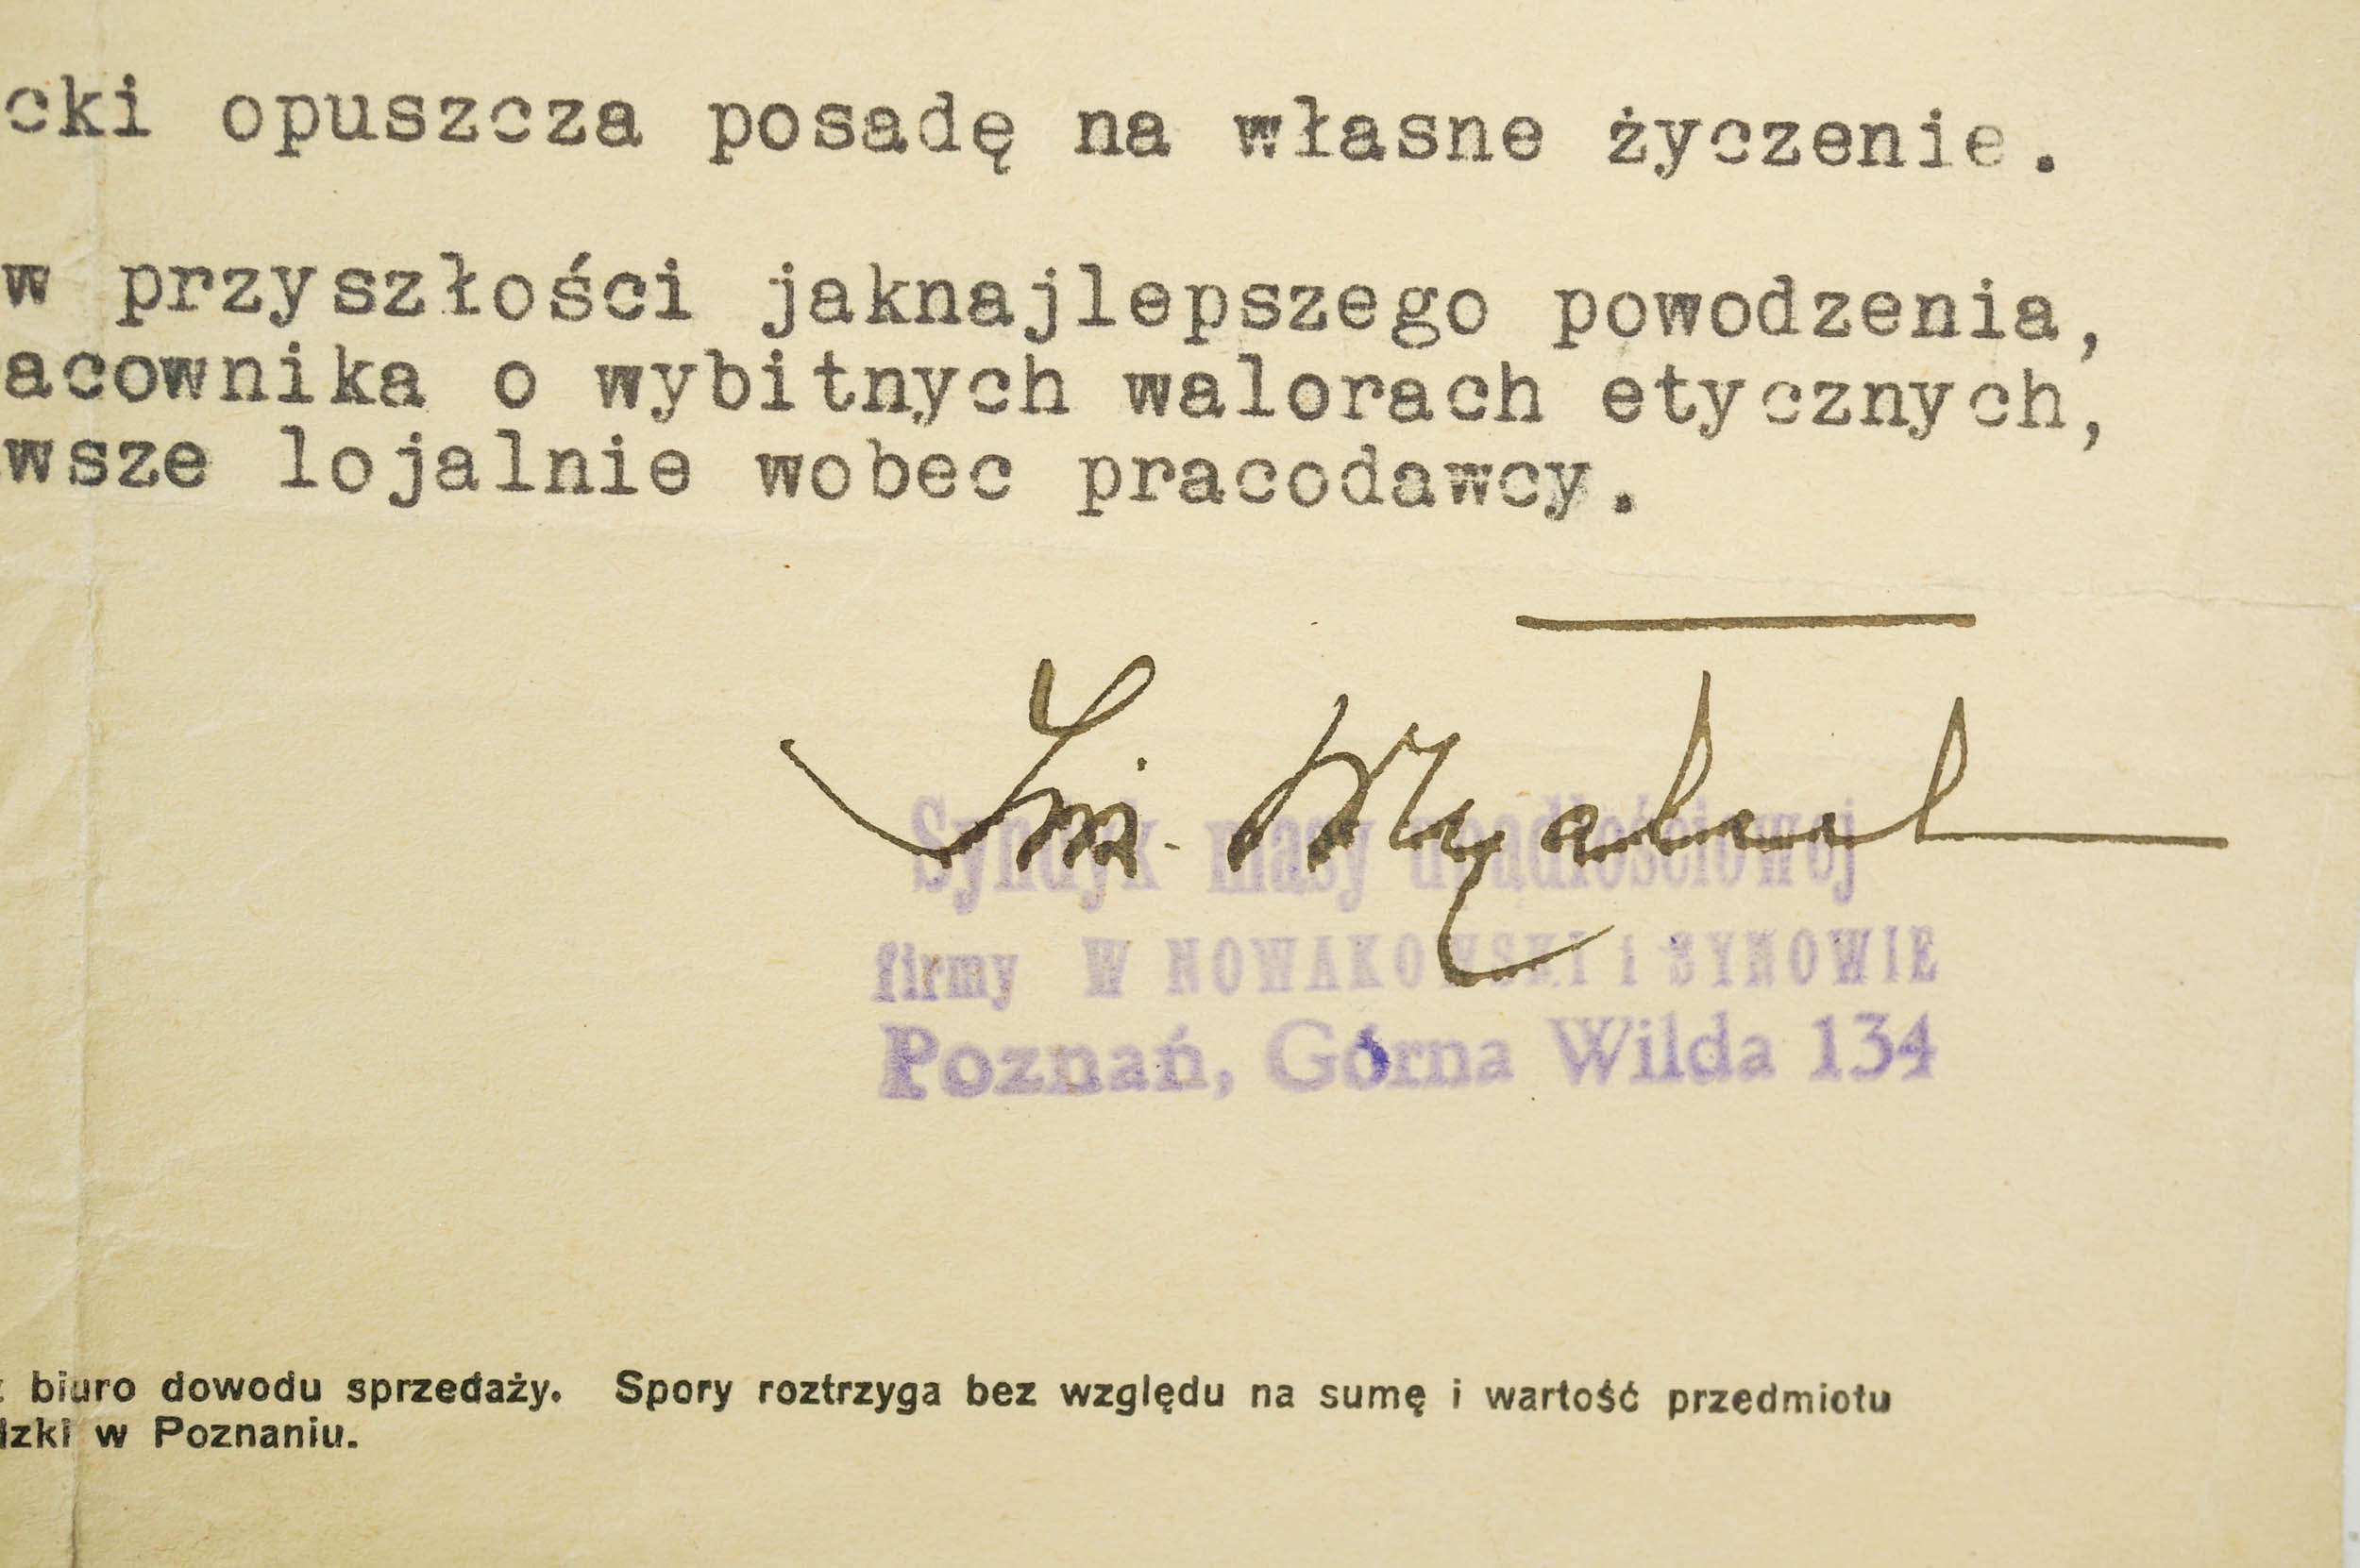 cki opuszcza posadę na własne życzenie.
w przyszłości jaknajlepszego powodzenia,
acownika o wybitnych walorach etycznych,
wsze lojalnie wobec pracodawcy.
Syndyk masy upadłościowej
firmy W NOWAKOWSKI i SYNOWIE
Poznań, Górna Wilda 134
biuro dowodu sprzedaży. Spory roztrzyga bez względu na sumę i wartość przedmiotu
dzki w Poznaniu.